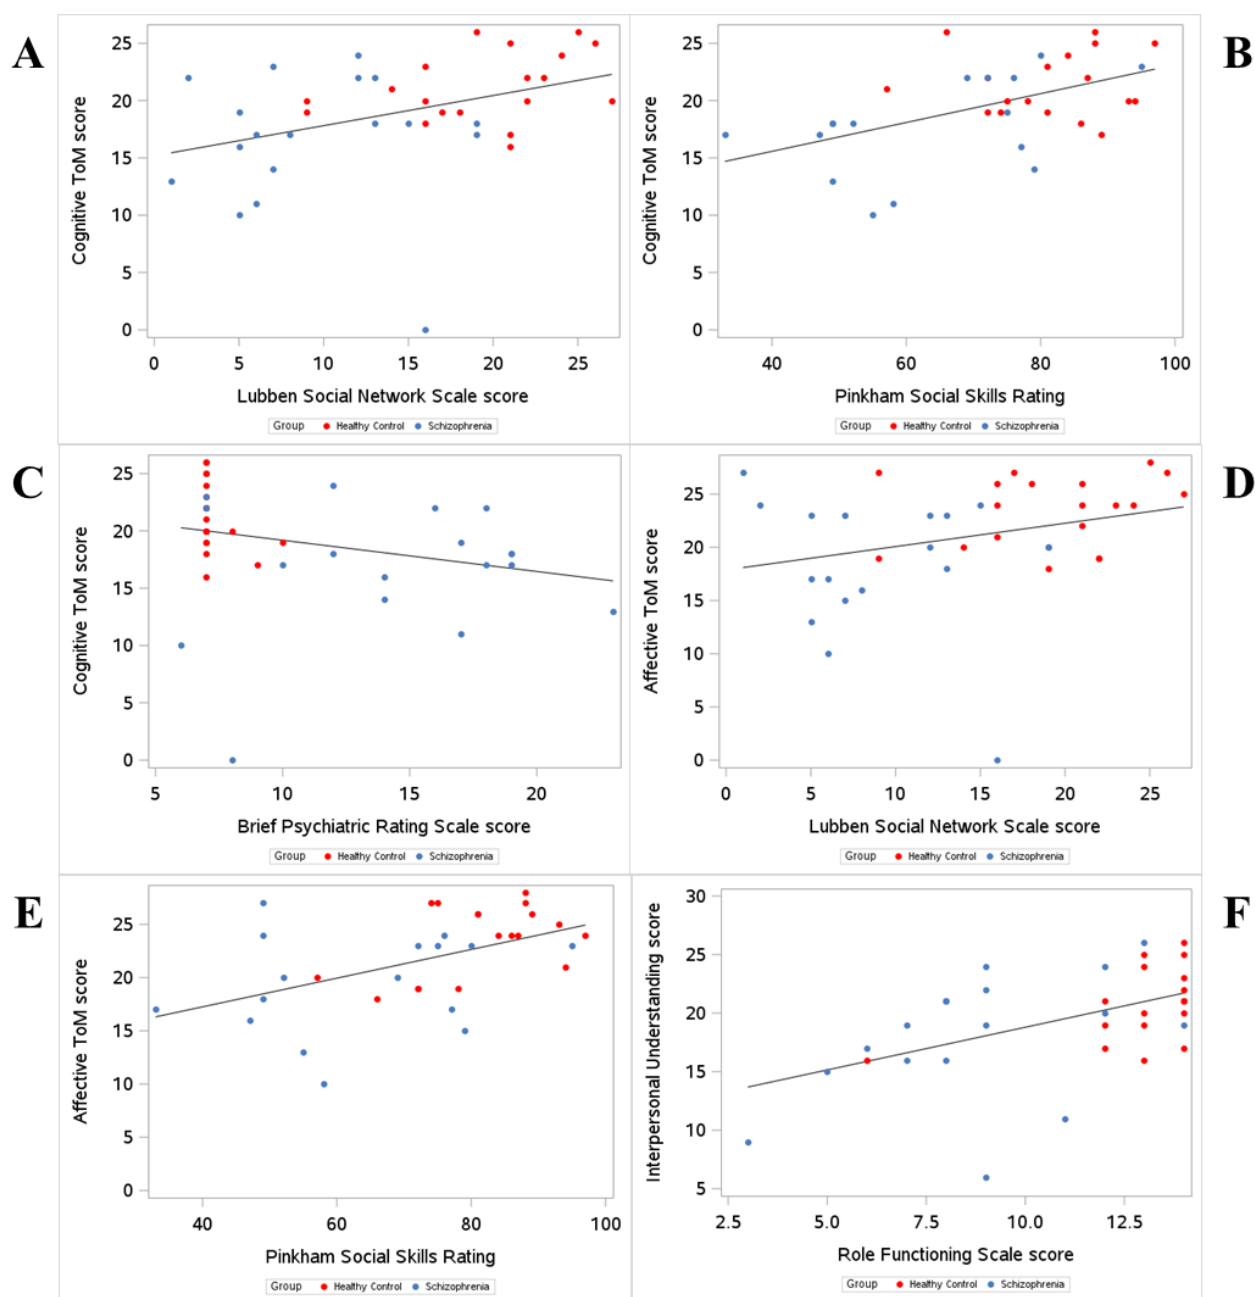 A
25
20
15
10
5
0
Cognitive ToM score
0 5 10 15 20 25
Lubben Social Network Scale score
Group Healthy Control Schizophrenia
B
25
20
15
10
5
0
Cognitive ToM score
40 60 80 100
Pinkham Social Skills Rating
Group Healthy Control Schizophrenia
C
25
20
15
10
5
0
Cognitive ToM score
5 10 15 20
Brief Psychiatric Rating Scale score
Group Healthy Control Schizophrenia
D
25
20
15
10
5
0
Affective ToM score
0 5 10 15 20 25
Lubben Social Network Scale score
Group Healthy Control Schizophrenia
E
25
20
15
10
5
0
Affective ToM score
40 60 80 100
Pinkham Social Skills Rating
Group Healthy Control Schizophrenia
F
30
25
20
15
10
5
Interpersonal Understanding score
2.5 5.0 7.5 10.0 12.5
Role Functioning Scale score
Group Healthy Control Schizophrenia